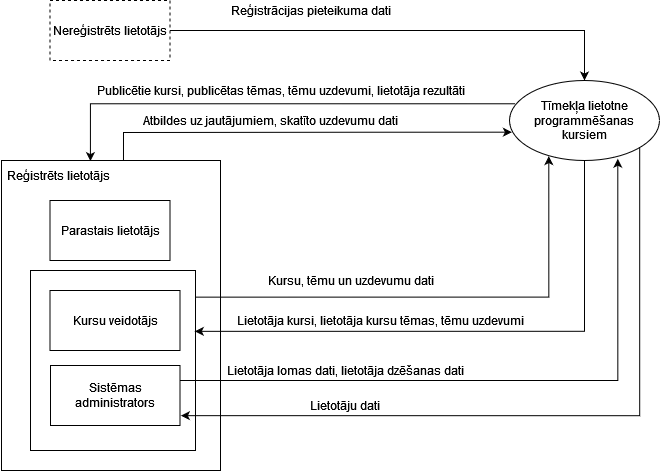 Reģistrācijas pieteikuma dati
Nereģistrēts lietotājs
Publicētie kursi, publicētas tēmas, tēmu uzdevumi, lietotāja rezultāti
Tīmekļa lietotne
programmēšanas
kursiem
Atbildes uz jautājumiem, skatīto uzdevumu dati
Reģistrēts lietotājs
Parastais lietotājs
Kursu, tēmu un uzdevumu dati
Kursu veidotājs
Lietotāja kursi, lietotāja kursu tēmas, tēmu uzdevumi
Lietotāja lomas dati, lietotāja dzēšanas dati
Sistēmas
administrators
Lietotāju dati